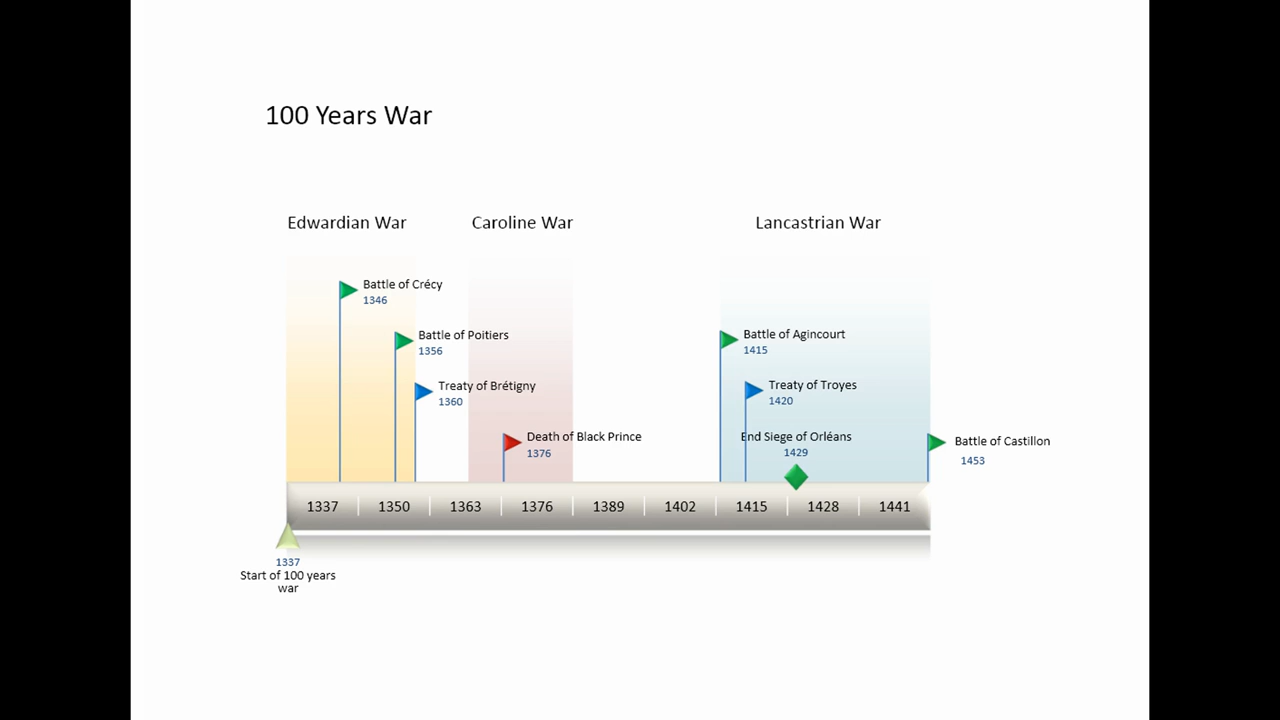 100 Years War
Edwardian War
Caroline War
Lancastrian War
Battle of Crécy
1346
Battle of Poitiers
1356
Treaty of Brétigny
1360
Death of Black Prince
1376
Battle of Agincourt
1415
Treaty of Troyes
1420
End Siege of Orléans
1429
Battle of Castillon
1453
1337
1350
1363
1376
1389
1402
1415
1428
1441
1337
Start of 100 years
war